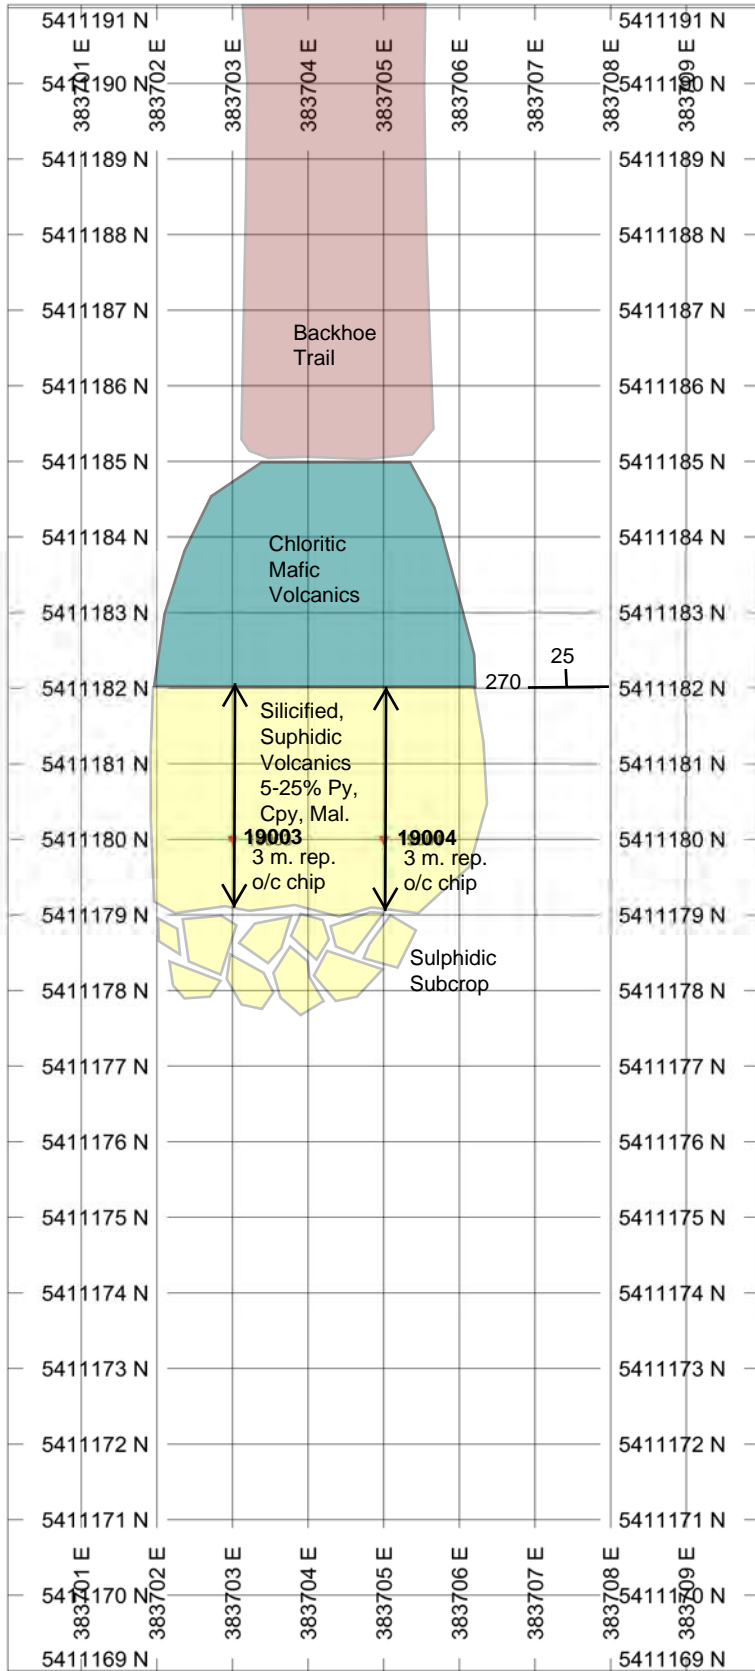 5411191 N 5411191 N
383701 E 383702 E 383703 E 383704 E 383705 E 383706 E 383707 E 383708 E 383709 E
5411190 N 5411190 N
5411189 N 5411189 N
5411188 N 5411188 N
5411187 N 5411187 N
Backhoe
Trail
5411186 N 5411186 N
5411185 N 5411185 N
5411184 N 5411184 N
Chloritic
Mafic
Volcanics
5411183 N 5411183 N
25
270
5411182 N 5411182 N
Silicified,
Suphidic
Volcanics
5-25% Py,
Cpy, Mal.
5411181 N 5411181 N
5411180 N 19003 19004 5411180 N
3 m. rep. 3 m. rep.
o/c chip o/c chip
5411179 N 5411179 N
Sulphidic
Subcrop
5411178 N 5411178 N
5411177 N 5411177 N
5411176 N 5411176 N
5411175 N 5411175 N
5411174 N 5411174 N
5411173 N 5411173 N
5411172 N 5411172 N
5411171 N 5411171 N
383701 E 383702 E 383703 E 383704 E 383705 E 383706 E 383707 E 383708 E 383709 E
5411170 N 5411170 N
5411169 N 5411169 N